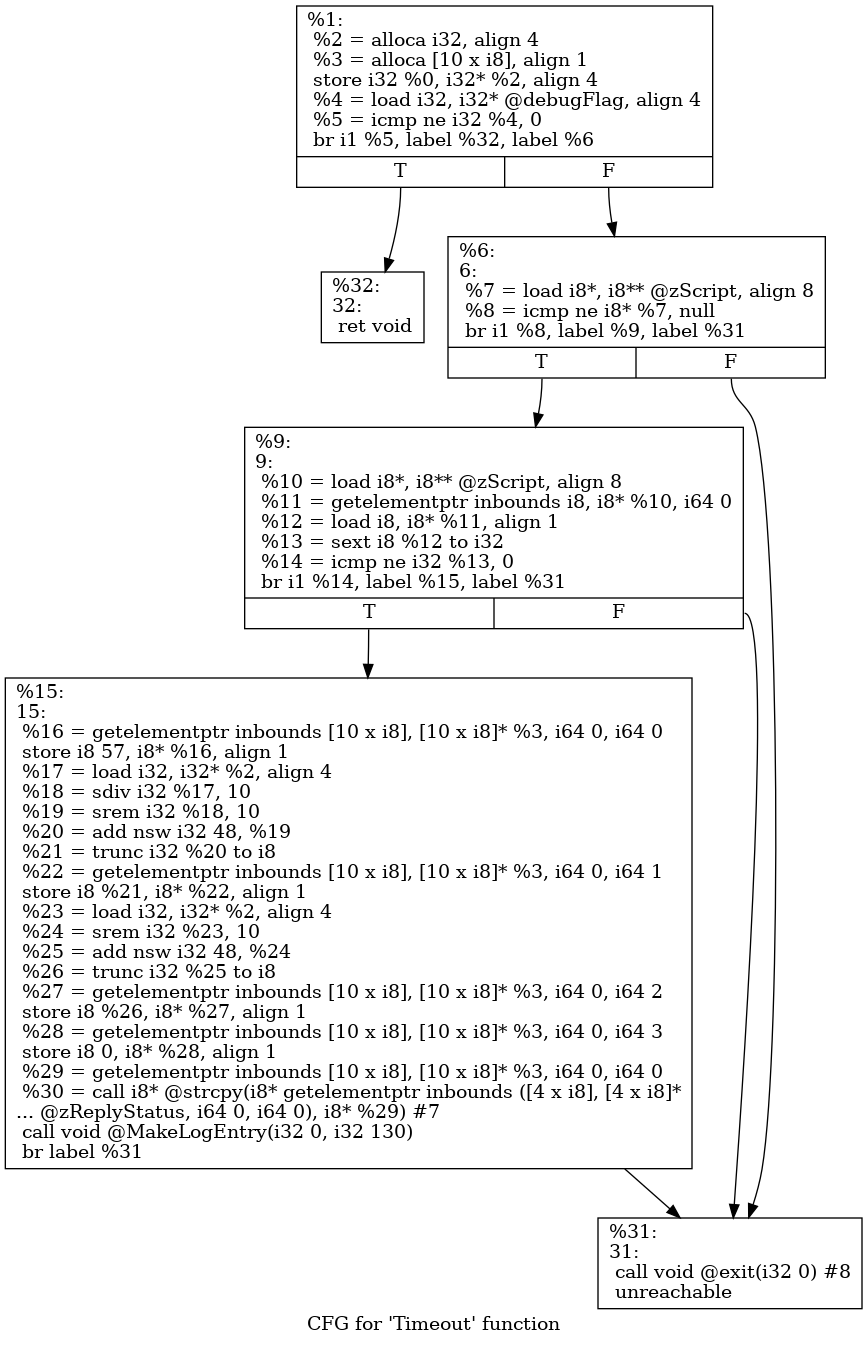 %1:
%2 = alloca i32, align 4
%3 = alloca [10 x i8], align 1
store i32 %0, i32* %2, align 4
%4 = load i32, i32* @debugFlag, align 4
%5 = icmp ne i32 %4, 0
br i1 %5, label %32, label %6
T
F
%32:
32:
ret void
%6:
6:
%7 = load i8*, i8** @zScript, align 8
%8 = icmp ne i8* %7, null
br i1 %8, label %9, label %31
T
F
%9:
9:
%10 = load i8*, i8** @zScript, align 8
%11 = getelementptr inbounds i8, i8* %10, i64 0
%12 = load i8, i8* %11, align 1
%13 = sext i8 %12 to i32
%14 = icmp ne i32 %13, 0
br i1 %14, label %15, label %31
T
F
%15:
15:
%16 = getelementptr inbounds [10 x i8], [10 x i8]* %3, i64 0, i64 0
store i8 57, i8* %16, align 1
%17 = load i32, i32* %2, align 4
%18 = sdiv i32 %17, 10
%19 = srem i32 %18, 10
%20 = add nsw i32 48, %19
%21 = trunc i32 %20 to i8
%22 = getelementptr inbounds [10 x i8], [10 x i8]* %3, i64 0, i64 1
store i8 %21, i8* %22, align 1
%23 = load i32, i32* %2, align 4
%24 = srem i32 %23, 10
%25 = add nsw i32 48, %24
%26 = trunc i32 %25 to i8
%27 = getelementptr inbounds [10 x i8], [10 x i8]* %3, i64 0, i64 2
store i8 %26, i8* %27, align 1
%28 = getelementptr inbounds [10 x i8], [10 x i8]* %3, i64 0, i64 3
store i8 0, i8* %28, align 1
%29 = getelementptr inbounds [10 x i8], [10 x i8]* %3, i64 0, i64 0
%30 = call i8* @strcpy(i8* getelementptr inbounds ([4 x i8], [4 x i8]*
... @zReplyStatus, i64 0, i64 0), i8* %29) #7
call void @MakeLogEntry(i32 0, i32 130)
br label %31
%31:
31:
call void @exit(i32 0) #8
unreachable
CFG for 'Timeout' function